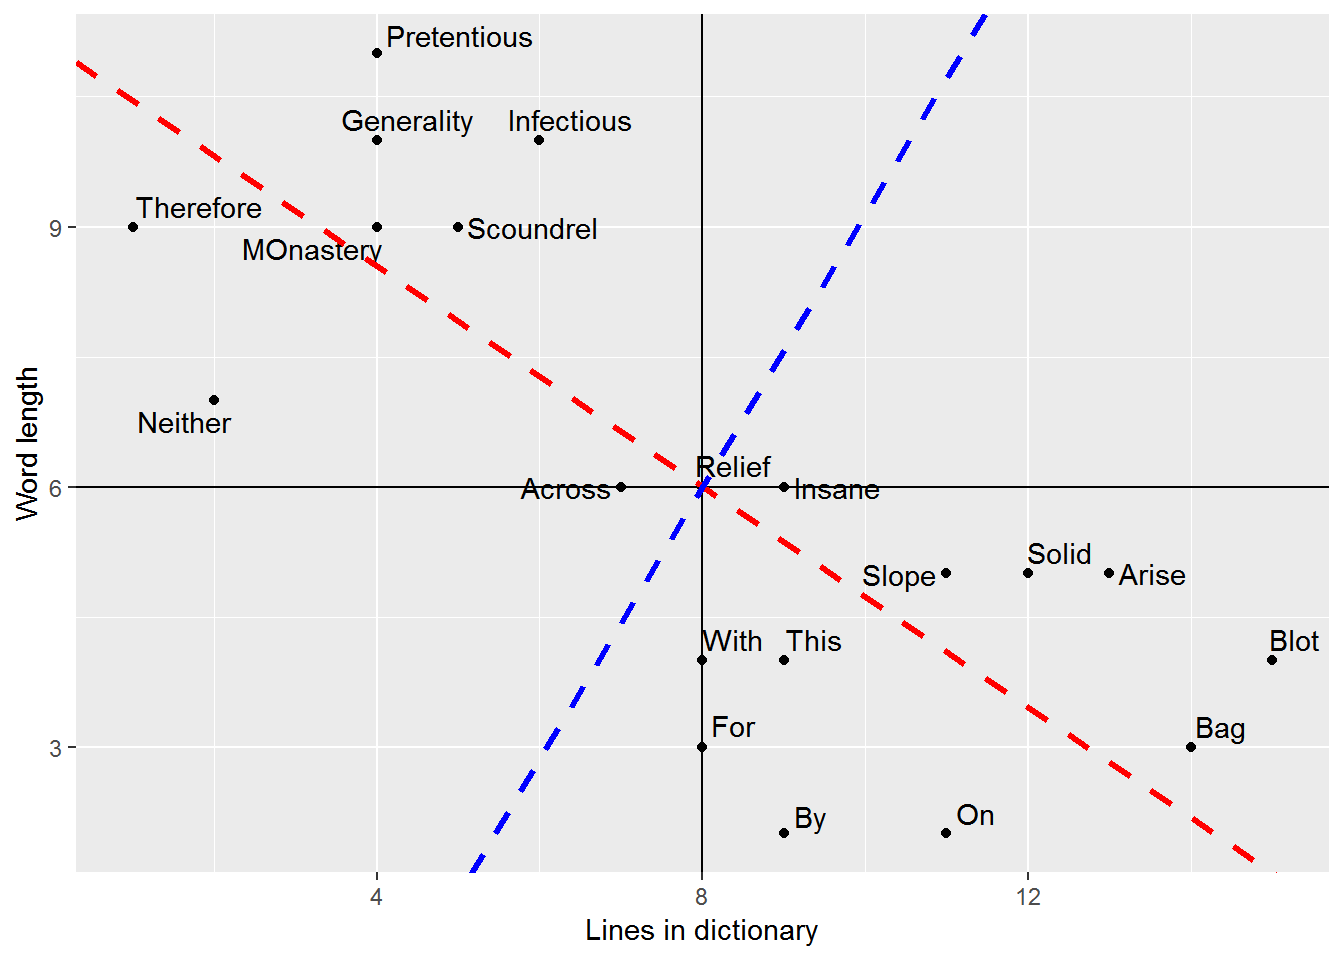 Pretentious
Generality
Infectious
Therefore
Scoundrel
MOnastery
Neither
Relief
Across
Insane
Solid
Slope
Arise
With
This
Blot
For
Bag
By
On
9
6
3
4
8
12
Word length
Lines in dictionary